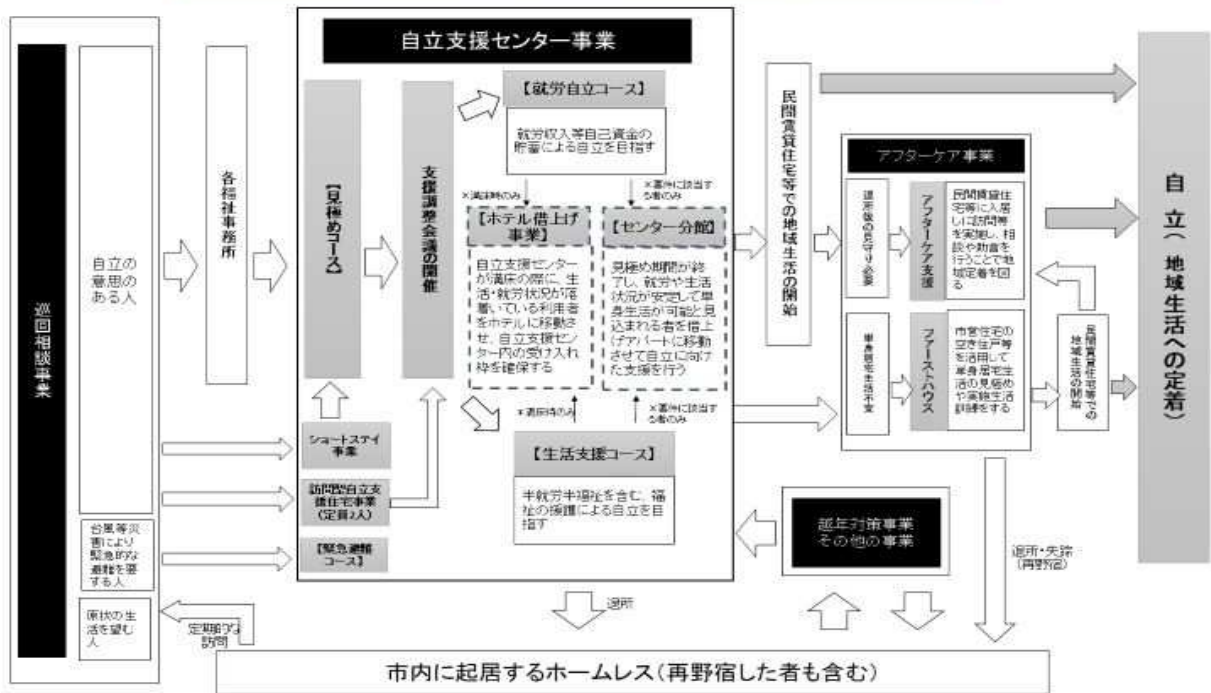 巡回相談事業
自立の
意思の
ある人
台風等災
害により
緊急的な
避難を要
する人
原状の生
活を望む
人
各福祉事務所
自立支援センター事業
【見極めコース】
支援調整会議の開催
【就労自立コース】
就労収入等自己資金の
貯蓄による自立を目指す
※満床時のみ
※要件に該当す
る者のみ
【ホテル借上げ
事業】
自立支援センター
が満床の際に、生
活・就労状況が落
着いている利用者
をホテルに移動さ
せ、自立支援セン
ター内の受け入れ
枠を確保する
【センター分館】
見極め期間が終
了し、就労や生活
状況が安定して単
身生活が可能と見
込まれる者を借上
げアパートに移動
させて自立に向け
た支援を行う
※満床時のみ
※要件に該当す
る者のみ
【生活支援コース】
半就労半福祉を含む、福
祉の援護による自立を目
指す
ショートステイ
事業
訪問型自立支
援住宅事業
(定員2人)
【緊急避難
コース】
民間賃貸住宅等での地域生活の開始
アフターケア事業
退所後の見守り必要
アフターケア支援
民間賃貸住
宅等に入居
しに訪問等
を実施し、相
談や助言を
行うことで地
域定着を図
る
単身居宅生活不安
ファーストハウス
市営住宅の
空き住戸等
を活用して
単身居宅生
活の見極め
や実施生活
訓練をする
民間賃貸住宅等での
地域生活の開始
自立(地域生活への定着)
越年対策事業
その他の事業
退所・失踪
(再野宿)
退所
定期的な
訪問
市内に起居するホームレス(再野宿した者も含む)